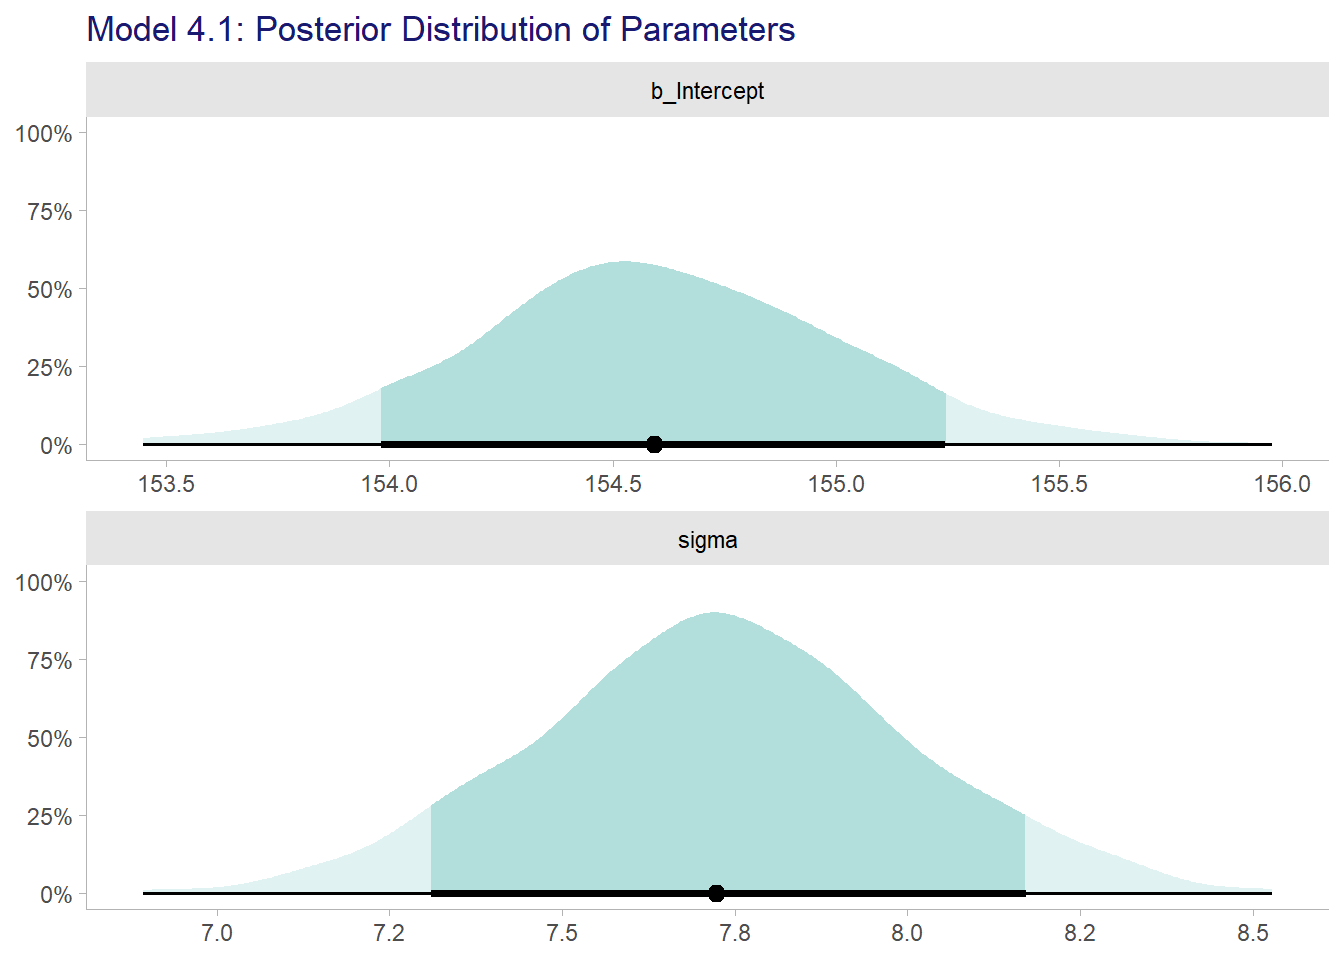 Model 4.1: Posterior Distribution of Parameters
b_Intercept
100%
75%
50%
25%
0%
153.5 154.0 154.5 155.0 155.5 156.0
sigma
100%
75%
50%
25%
0%
7.0 7.2 7.5 7.8 8.0 8.2 8.5